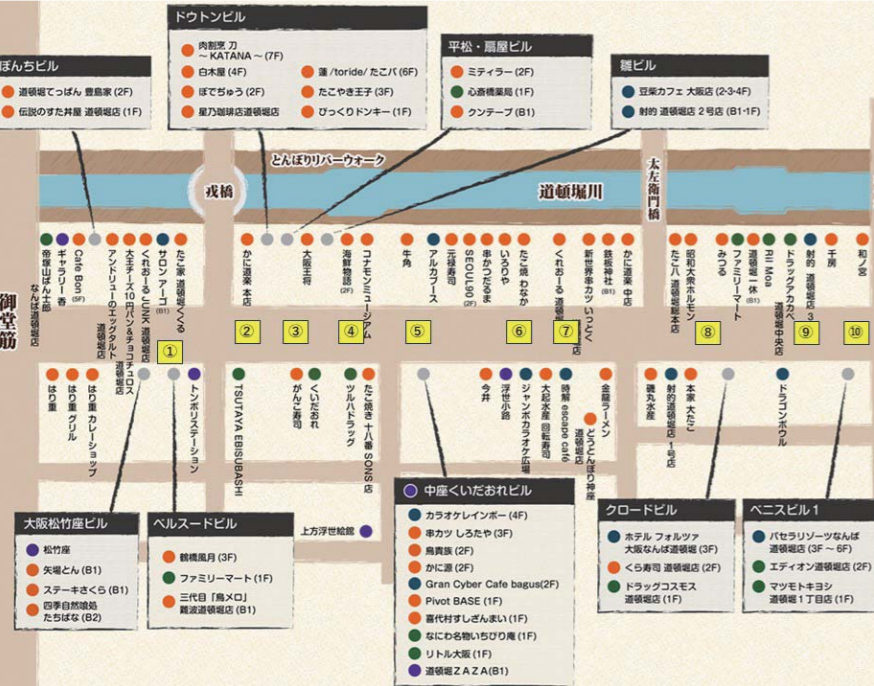 ぼんちビル
道頓堀てっぱん 豊島家 (2F)
伝説のすた丼屋 道頓堀店 (1F)
ドウトンビル
肉割烹 刀
～KATANA～(7F)
白木屋 (4F)
ぼてぢゅう (2F)
星乃珈琲店道頓堀店
蓮 /toride/ たこパ (6F)
たこやき王子 (3F)
びっくりドンキー (1F)
平松・扇屋ビル
ミティラー (2F)
心斎橋薬局 (1F)
クンテープ (B1)
雛ビル
豆柴カフェ 大阪店 (2・3・4F)
射的 道頓堀店 2号店 (B1・1F)
とんぼりリバーウォーク
戎橋
道頓堀川
太左衛門橋
御堂筋
帝塚山ぱん士郎
なんば道頓堀店
ギャラリー香
Cafe Bon (5F)
アンドリューのエッグタルト
道頓堀店
大王チーズ10円パン&チョコチュロス
道頓堀店
くれおーる JUNK 道頓堀店
サロン アーゴ (B1)
たこ家 道頓堀くくる
かに道楽 本店
大阪王将
海鮮物語 (2F)
コナモンミュージアム
牛角
アルカブース
元禄寿司
SEOUL90 (2F)
串かつだるま
いろりや
たこ焼 わなか
くれおーる 道頓堀店
新世界串カツ いっとく
鉄板神社 (B1)
かに道楽 中店
たこ八 道頓堀総本店
昭和大衆ホルモン
みつる
ファミリーマート
道頓堀 一休 (B1)
Rii Moa
ドラッグアカカベ
道頓堀中央店
射的 道頓堀店 3
千房
和ノ宮
①
②
③
④
⑤
⑥
⑦
⑧
⑨
⑩
はり重
はり重 グリル
はり重 カレーショップ
トンボリステーション
TSUTAYA EBISUBASHI
がんこ寿司
くいだおれ
ツルハドラッグ
たこ焼き 十八番 SONS店
今井
浮世小路
ジャンボカラオケ広場
大起水産 回転寿司
時解 escape café
道頓堀店
どうとんぼり神座
金龍ラーメン
磯丸水産
射的道頓堀店 1号店
本家 大たこ
ドラゴンボウル
上方浮世絵館
大阪松竹座ビル
松竹座
矢場とん (B1)
ステーキさくら (B1)
四季自然喰処
たちばな (B2)
ベルスードビル
鶴橋風月 (3F)
ファミリーマート (1F)
三代目「鳥メロ」
難波道頓堀店 (B1)
中座くいだおれビル
カラオケレインボー (4F)
串カツ しろたや (3F)
鳥貴族 (2F)
かに源 (2F)
Gran Cyber Cafe bagus(2F)
Pivot BASE (1F)
喜代村すしざんまい (1F)
なにわ名物いちびり庵 (1F)
リトル大阪 (1F)
道頓堀ＺＡＺＡ(B1)
クロードビル
ホテル フォルツァ
大阪なんば道頓堀 (3F)
くら寿司 道頓堀店 (2F)
ドラッグコスモス
道頓堀店 (1F)
ベニスビル 1
パセラリゾーツなんば
道頓堀店 (3F ～ 6F)
エディオン道頓堀店 (2F)
マツモトキヨシ
道頓堀1丁目店 (1F)